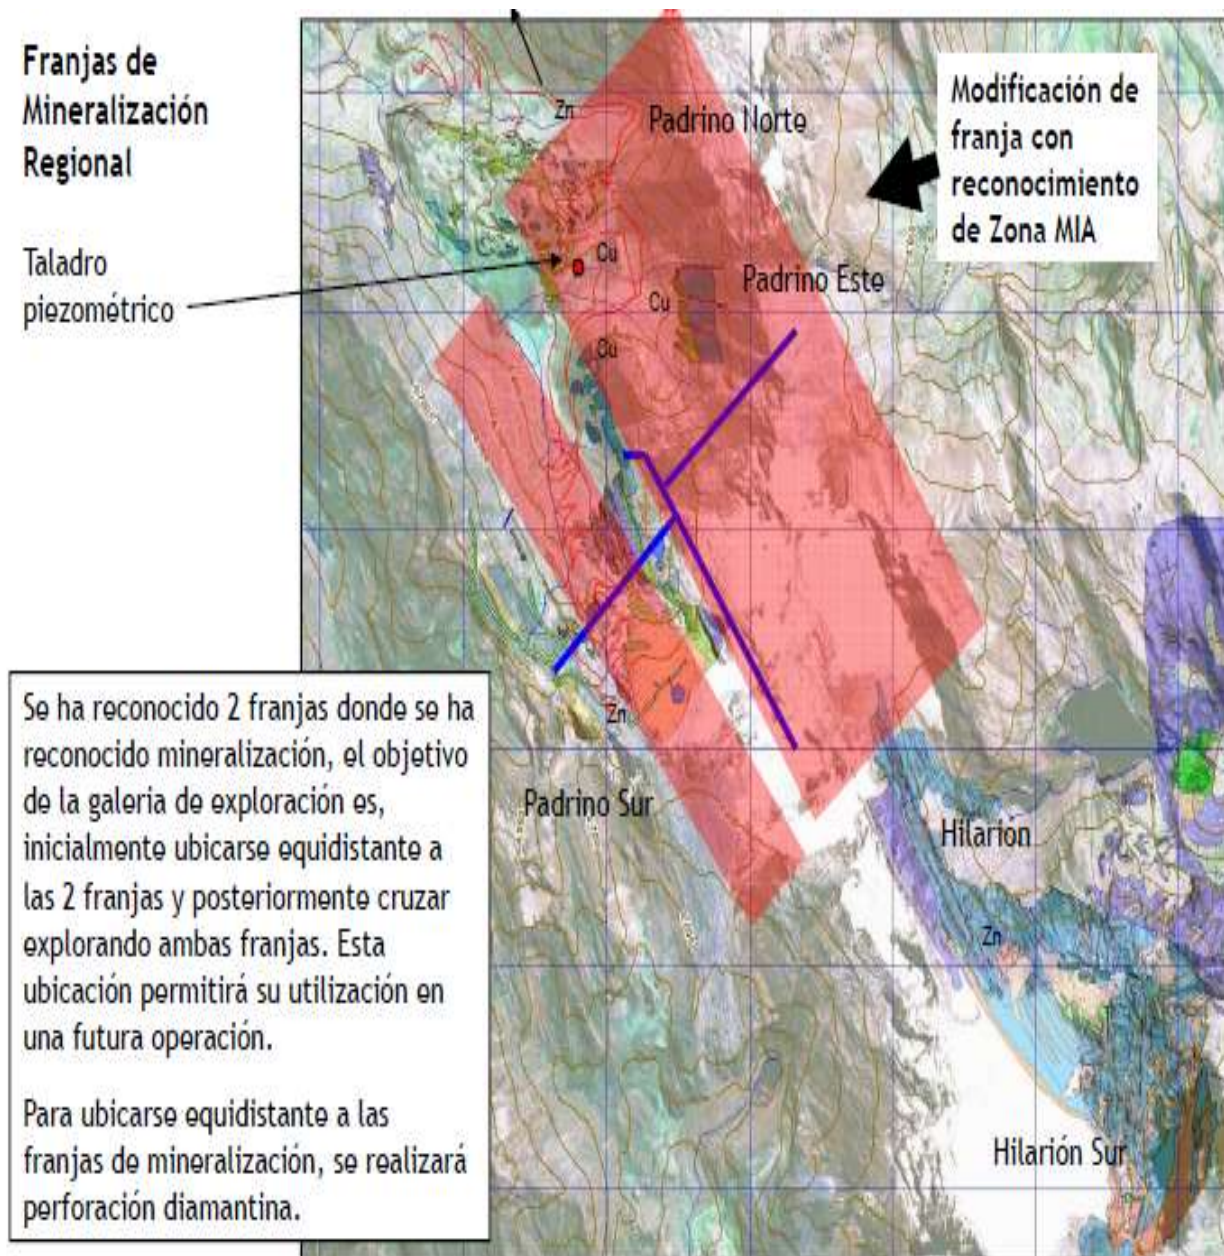 Franjas de
Mineralización
Regional
Taladro
piezométrico
Zn
Padrino Norte
Modificación de
franja con
reconocimiento
de Zona MIA
Cu
Padrino Este
Cu
Cu
Zn
Padrino Sur
Hilarión
Zn
Hilarión Sur
Se ha reconocido 2 franjas donde se ha
reconocido mineralización, el objetivo
de la galeria de exploración es,
inicialmente ubicarse equidistante a
las 2 franjas y posteriormente cruzar
explorando ambas franjas. Esta
ubicación permitirá su utilización en
una futura operación.
Para ubicarse equidistante a las
franjas de mineralización, se realizará
perforación diamantina.